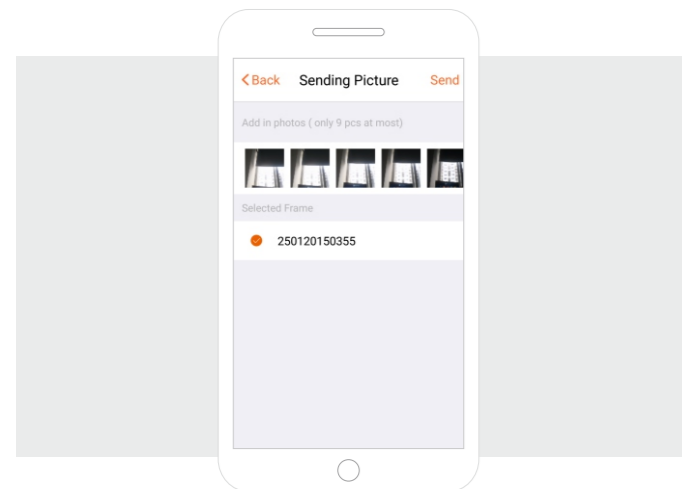 Back Sending Picture Send
Add in photos ( only 9 pcs at most)
Selected Frame
250120150355